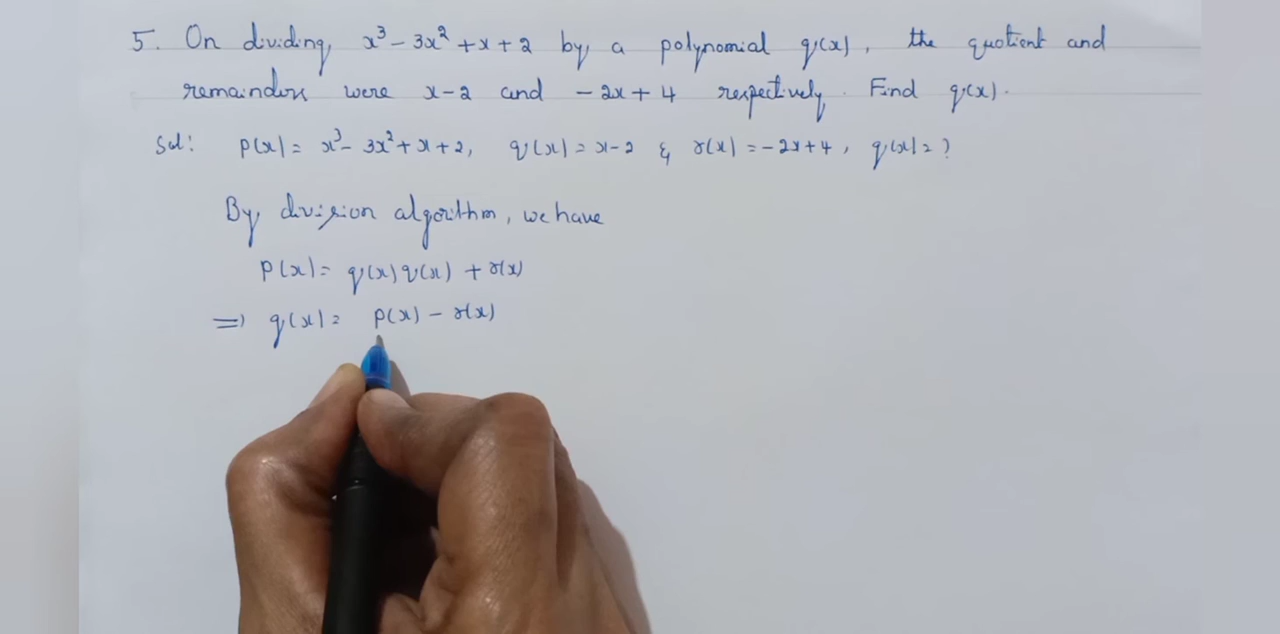 5. On dividing x³ - 3x² + x + 2 by a polynomial q(x), the quotient and
remainders were x-2 and -2x+4 respectively. Find q(x).
Sol: p(x) = x³ - 3x² + x + 2, q(x) = x-2 & r(x) = -2x+4, q(x) = ?
By division algorithm, we have
p(x) = q(x) q(x) + r(x)
⇒ q(x) = p(x) - r(x)